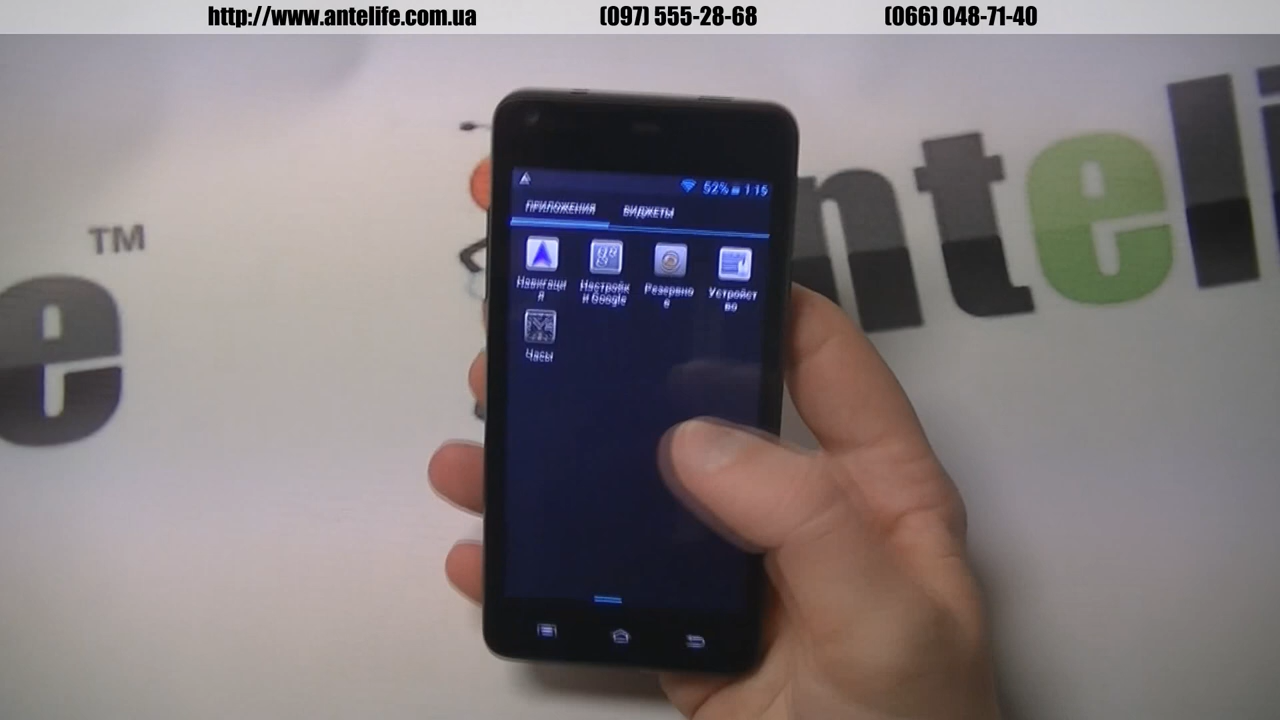 http://www.antelife.com.ua (097) 555-28-68 (066) 048-71-40
TM
e
nteli
52% 1:15
ПРИЛОЖЕНИЯ ВИДЖЕТЫ
Навигаци Настройк Резервно Устройст
я и Google е во
Часы